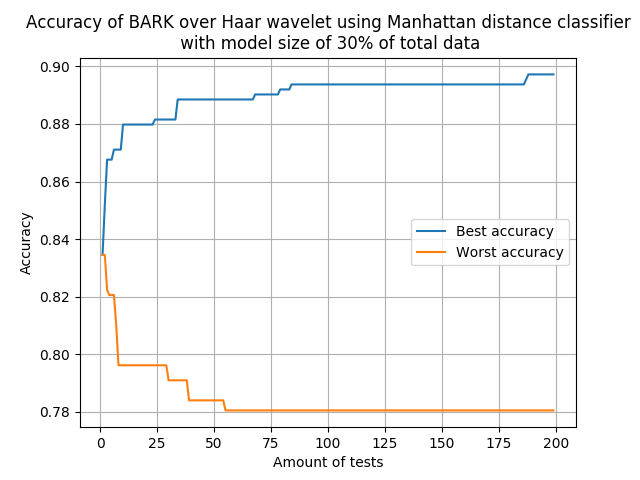 Accuracy of BARK over Haar wavelet using Manhattan distance classifier
with model size of 30% of total data
0.90
0.88
0.86
0.84
0.82
0.80
0.78
Accuracy
Best accuracy
Worst accuracy
0 25 50 75 100 125 150 175 200
Amount of tests